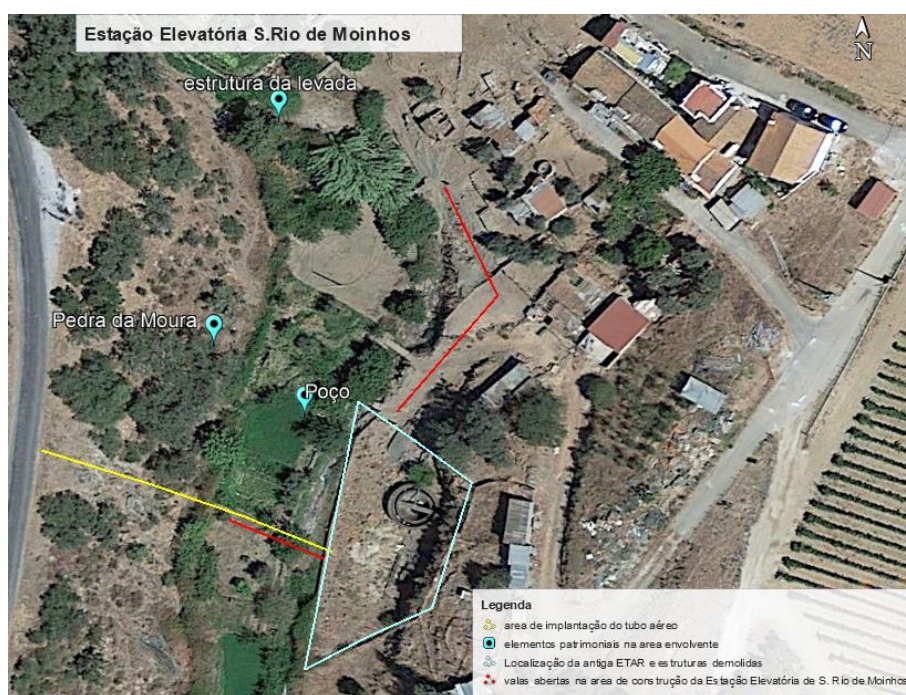 Estação Elevatória S.Rio de Moinhos
N
estrutura da levada
Pedra da Moura
Poço
Legenda
area de implantação do tubo aéreo
elementos patrimoniais na area envolvente
Localização da antiga ETAR e estruturas demolidas
valas abertas na area de construção da Estação Elevatória de S. Rio de Moinhos